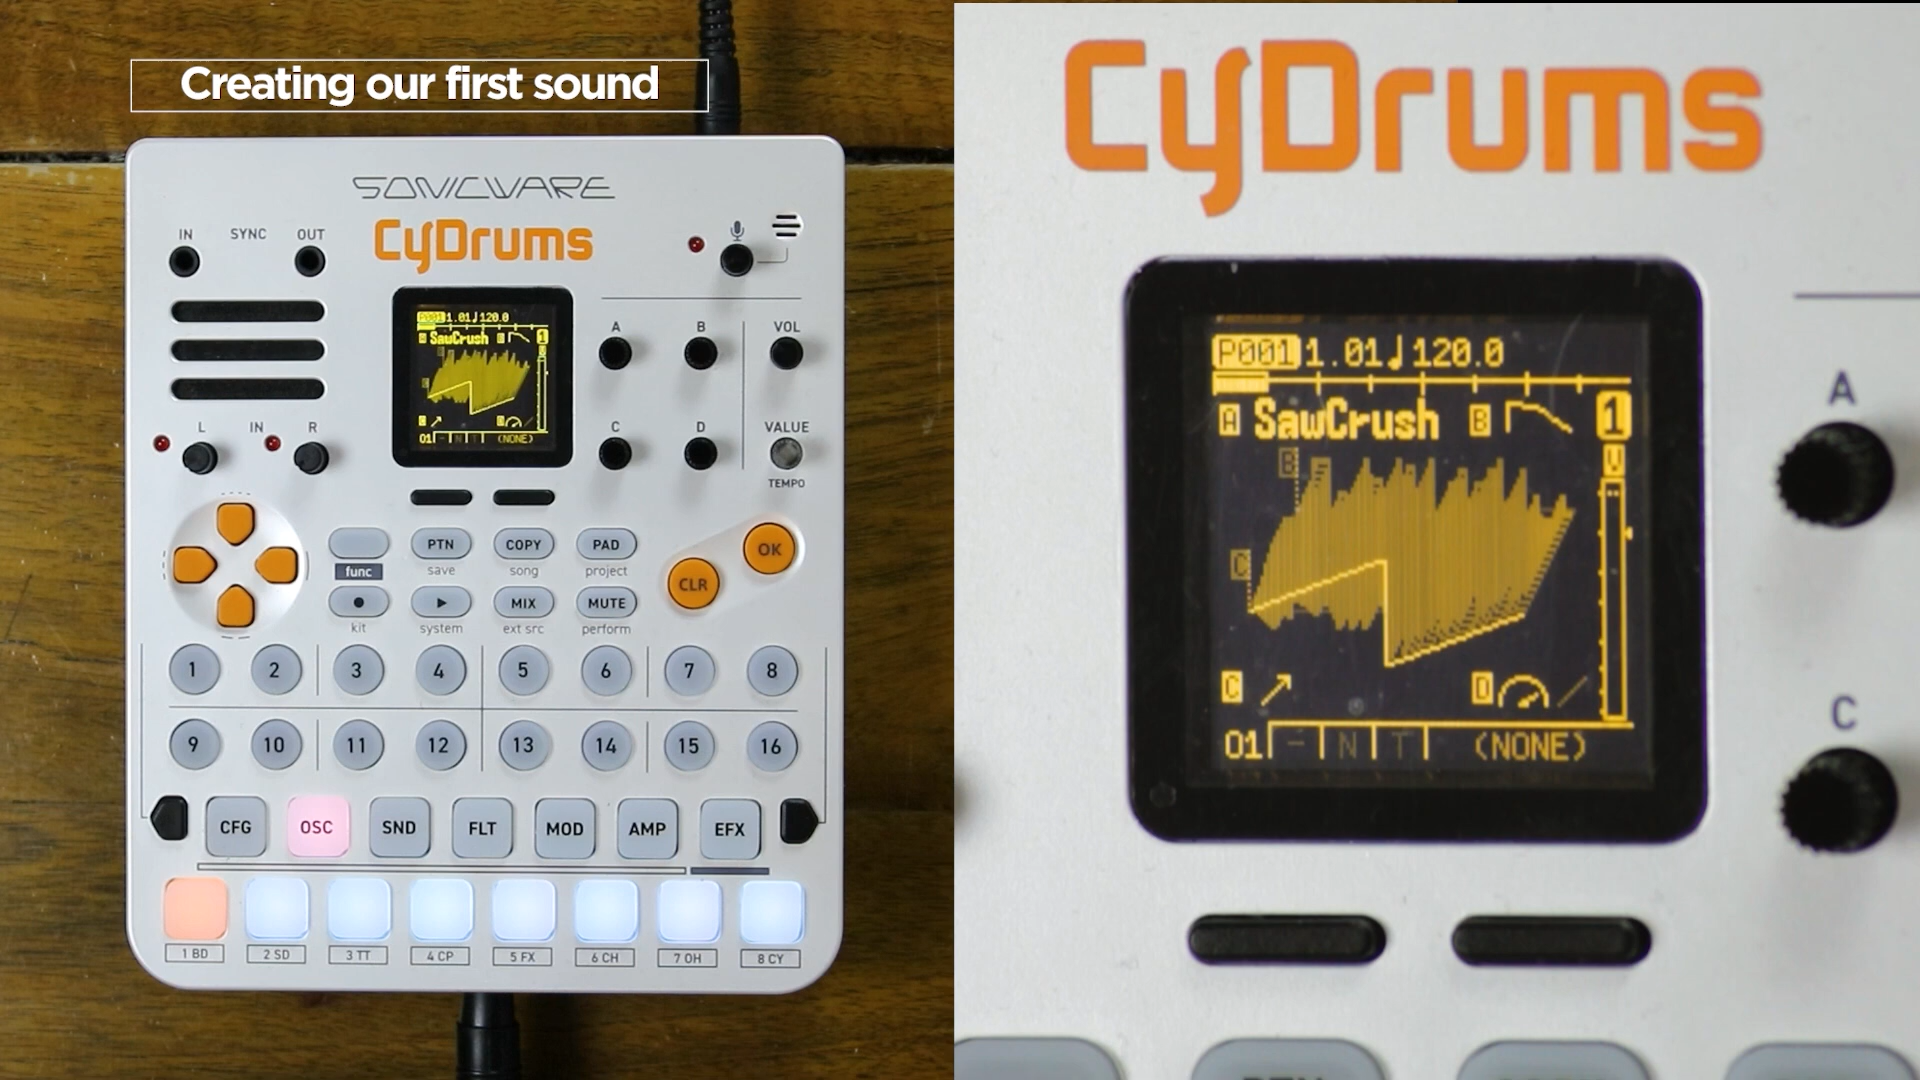 Creating our first sound
SONICWARE
CyDrums
IN SYNC OUT
P001 1.01♩120.0
A SawCrush B 1
B
C
V
C D
01 - N T (NONE)
A B VOL
C D VALUE
TEMPO
L IN R
func
PTN COPY PAD
save song project
MIX MUTE
kit system ext src perform
CLR OK
1 2 3 4 5 6 7 8
9 10 11 12 13 14 15 16
CFG OSC SND FLT MOD AMP EFX
1 BD 2 SD 3 TT 4 CP 5 FX 6 CH 7 OH 8 CY
CyDrums
P001 1.01♩120.0
A SawCrush B 1
B
V
C
C D
01 - N T (NONE)
A
C